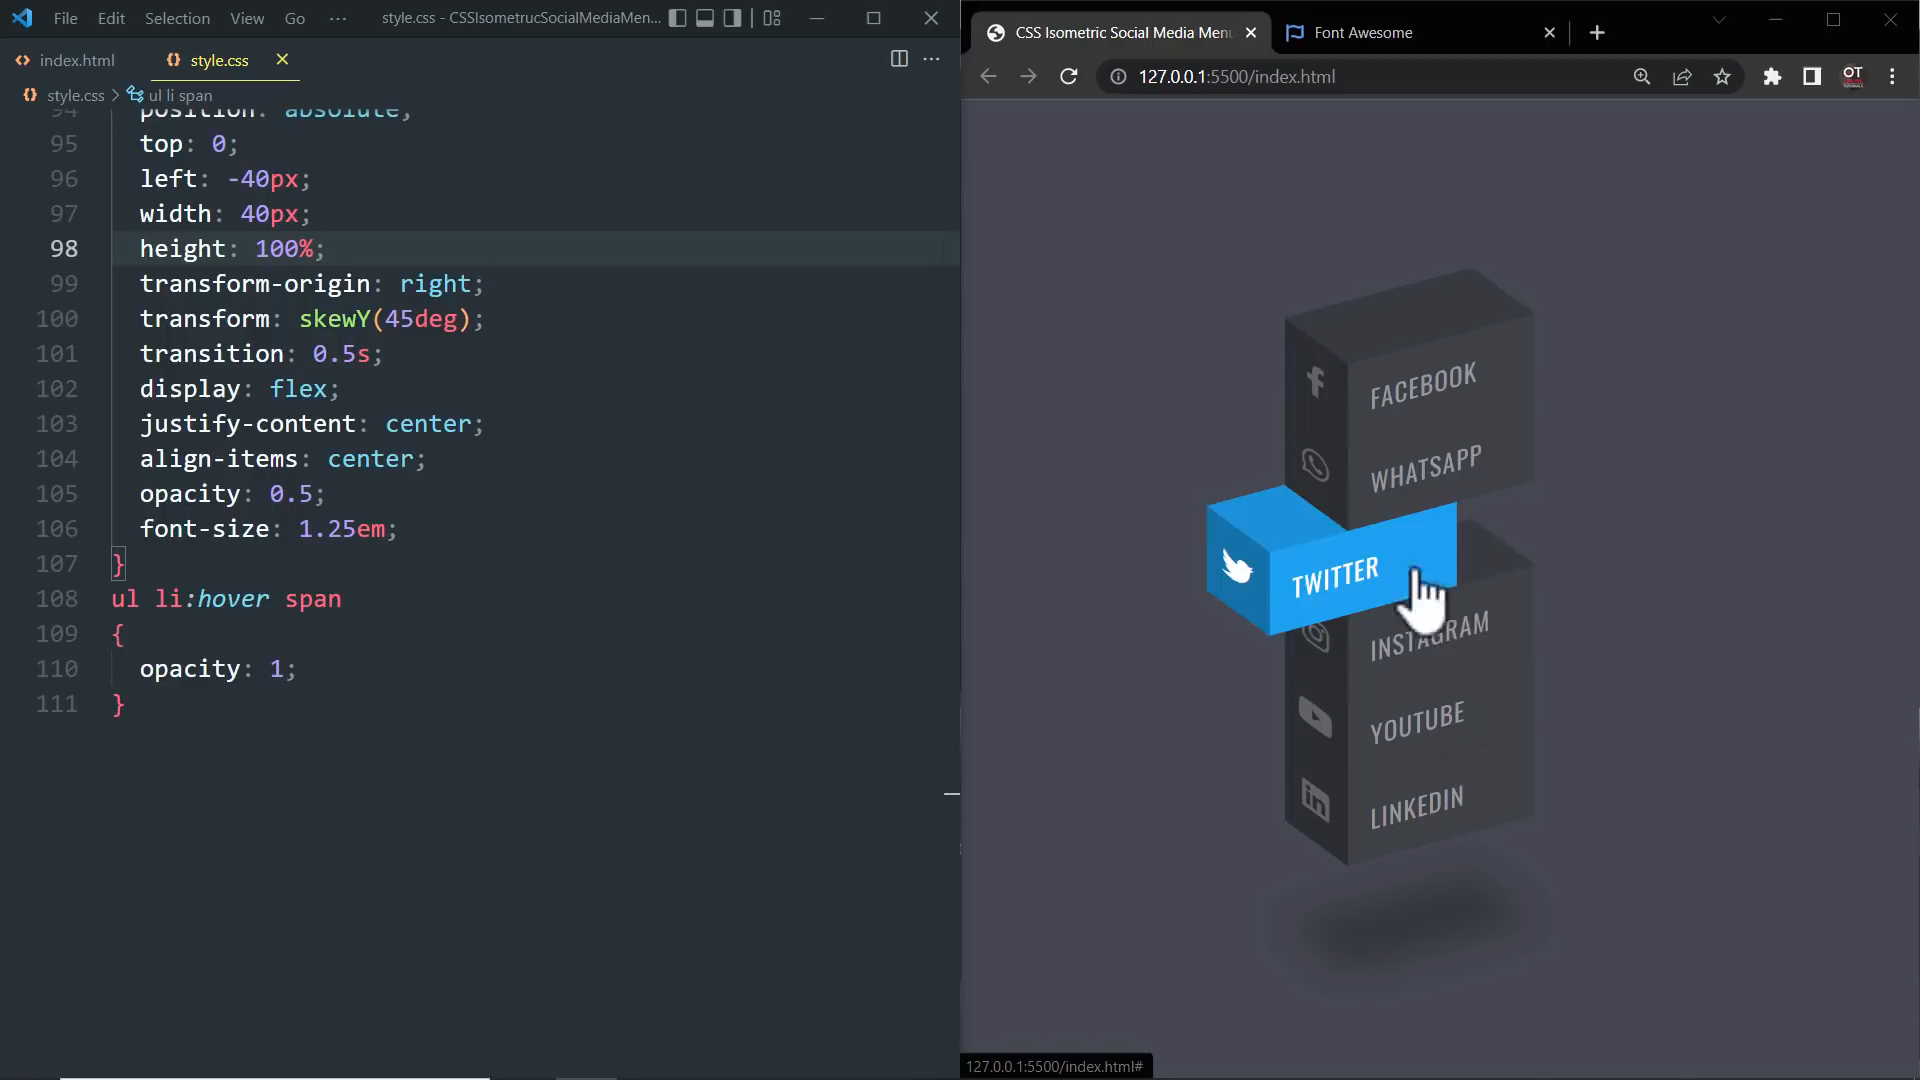 File Edit Selection View Go ··· style.css - CSSIsometrucSocialMediaMen...
index.html style.css
style.css > ul li span
94 position: absolute;
95 top: 0;
96 left: -40px;
97 width: 40px;
98 height: 100%;
99 transform-origin: right;
100 transform: skewY(45deg);
101 transition: 0.5s;
102 display: flex;
103 justify-content: center;
104 align-items: center;
105 opacity: 0.5;
106 font-size: 1.25em;
107 }
108 ul li:hover span
109 {
110 opacity: 1;
111 }
CSS Isometric Social Media Menu Font Awesome
127.0.0.1:5500/index.html
OT
FACEBOOK
WHATSAPP
TWITTER
INSTAGRAM
YOUTUBE
in LINKEDIN
127.0.0.1:5500/index.html#